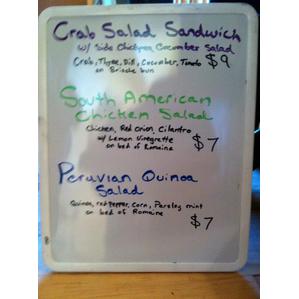 Crab Salad Sandwich
w/ Side Chickpea, Cucumber Salad
Crab, Thyme, Dill, Cucumber, Tomato $9
on Brioche bun
South American
Chicken Salad
Chicken, Red Onion, Cilantro
w/ Lemon Vinegrette $7
on bed of Romaine
Peruvian Quinoa
Salad
Quinoa, red Pepper, Corn, Parsley mint
on bed of Romaine
$7